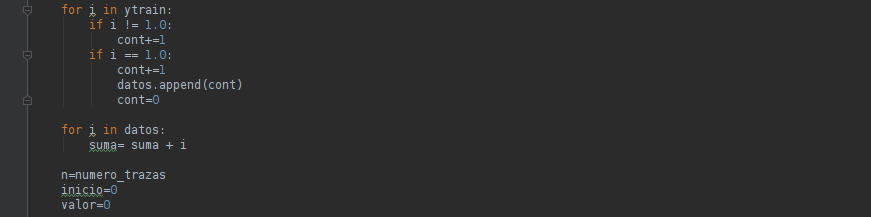 for i in ytrain:
    if i != 1.0:
        cont+=1
    if i == 1.0:
        cont+=1
        datos.append(cont)
        cont=0
for i in datos:
    suma= suma + i
n=numero_trazas
inicio=0
valor=0